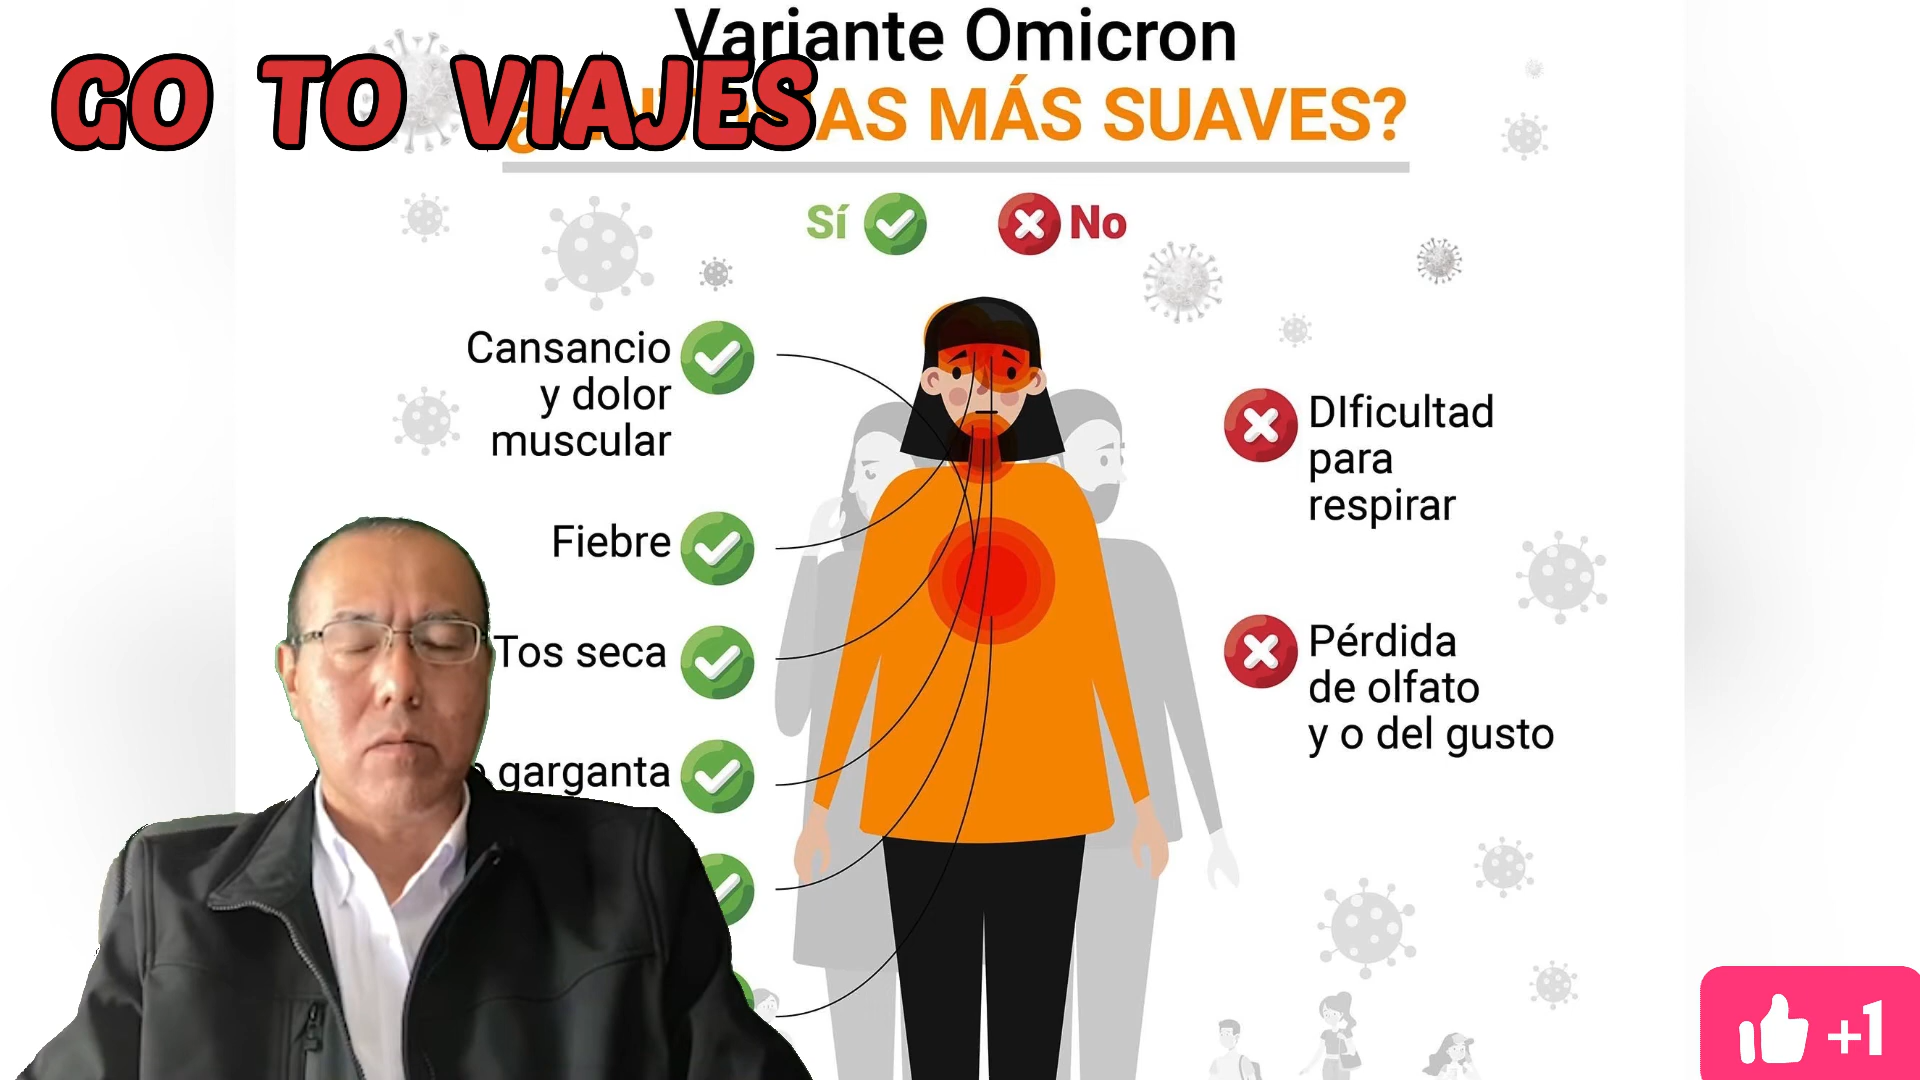 Variante Omicron
GO TO VIAJES
MÁS SUAVES?
Sí
No
Cansancio
y dolor
muscular
Fiebre
Tos seca
garganta
DIficultad
para
respirar
Pérdida
de olfato
y o del gusto
+1